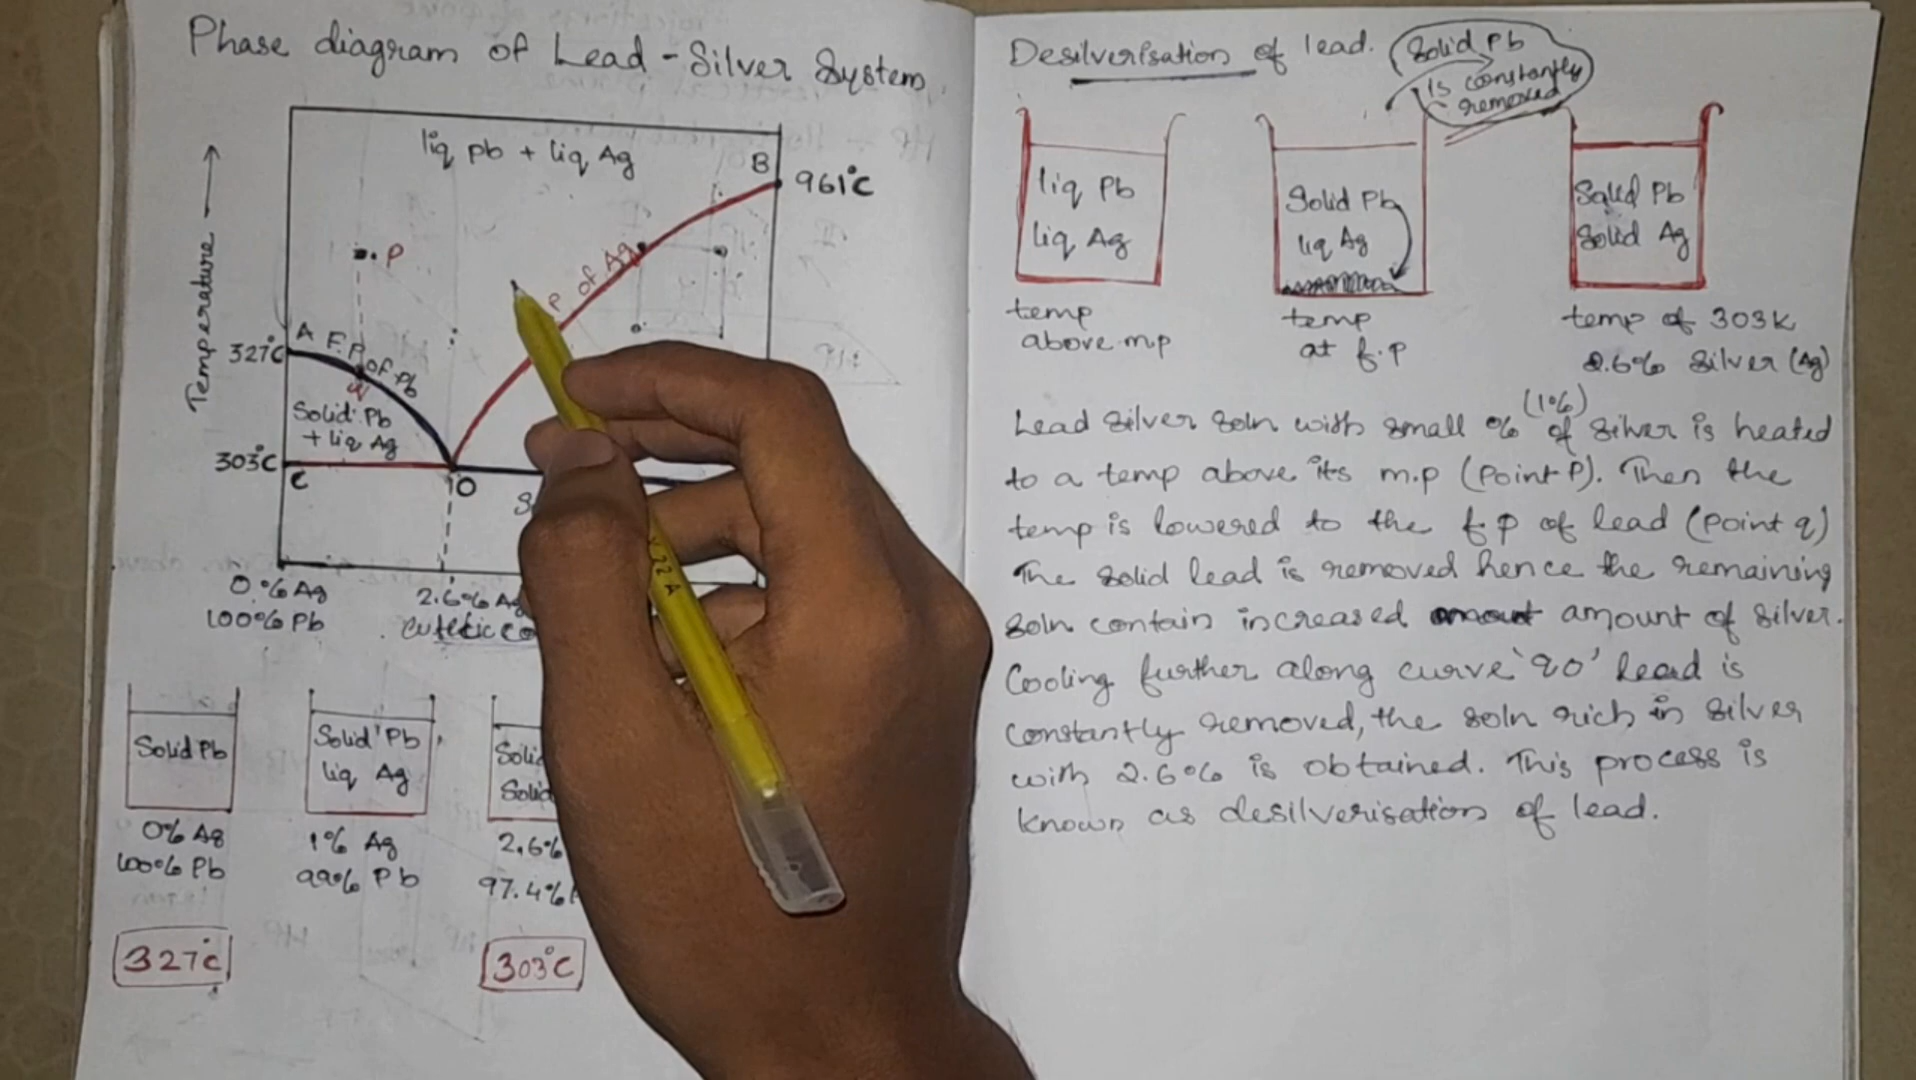 Phase diagram of Lead - Silver System
liq pb + liq Ag
B
961°C
Temperature
P
P of Ag
A F.P of Pb
327°C
q
Solid Pb
+ liq Ag
303°C
C
O
0% Ag
100% Pb
2.6% Ag
Solid Pb
Solid Pb
liq Ag
0% Ag
100% Pb
1% Ag
99% Pb
2.6%
97.4%
327°C
303°C
Desilverisation of lead.
Solid Pb
is constantly
removed
liq Pb
liq Ag
Solid Pb
liq Ag
Solid Pb
Solid Ag
temp
above m.p
temp
at f.p
temp of 303K
2.6% Silver (Ag)
(1%)
Lead silver soln with small % of silver is heated
to a temp above its m.p (point P). Then the
temp is lowered to the f.p of lead (point q)
The solid lead is removed hence the remaining
soln contain increased amount of silver.
Cooling further along curve 'qo' lead is
constantly removed, the soln rich in silver
with 2.6% is obtained. This process is
known as desilverisation of lead.